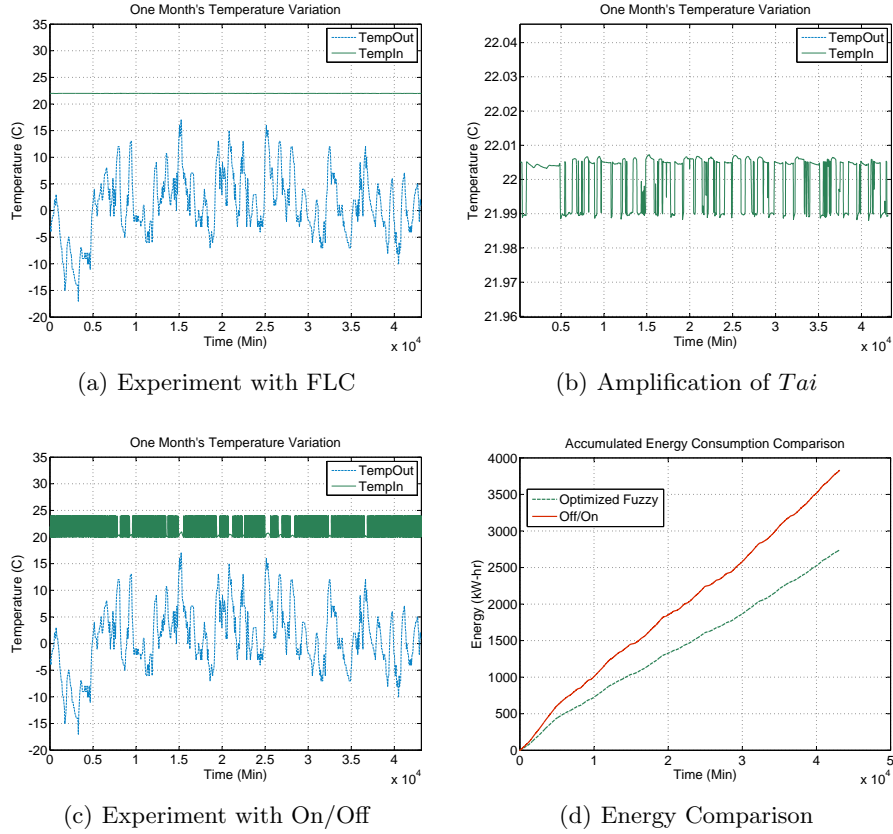 One Month's Temperature Variation
35
30
25
20
15
10
5
0
-5
-10
-15
-20
Temperature (C)
TempOut
TempIn
0 0.5 1 1.5 2 2.5 3 3.5 4
x 10^4
Time (Min)
(a) Experiment with FLC
One Month's Temperature Variation
22.04
22.03
22.02
22.01
22
21.99
21.98
21.97
21.96
Temperature (C)
TempOut
TempIn
0.5 1 1.5 2 2.5 3 3.5 4
x 10^4
Time (Min)
(b) Amplification of Tai
One Month's Temperature Variation
35
30
25
20
15
10
5
0
-5
-10
-15
-20
Temperature (C)
TempOut
TempIn
0 0.5 1 1.5 2 2.5 3 3.5 4
x 10^4
Time (Min)
(c) Experiment with On/Off
Accumulated Energy Consumption Comparison
4000
3500
3000
2500
2000
1500
1000
500
0
Energy (kW-hr)
Optimized Fuzzy
Off/On
0 1 2 3 4 5
x 10^4
Time (Min)
(d) Energy Comparison